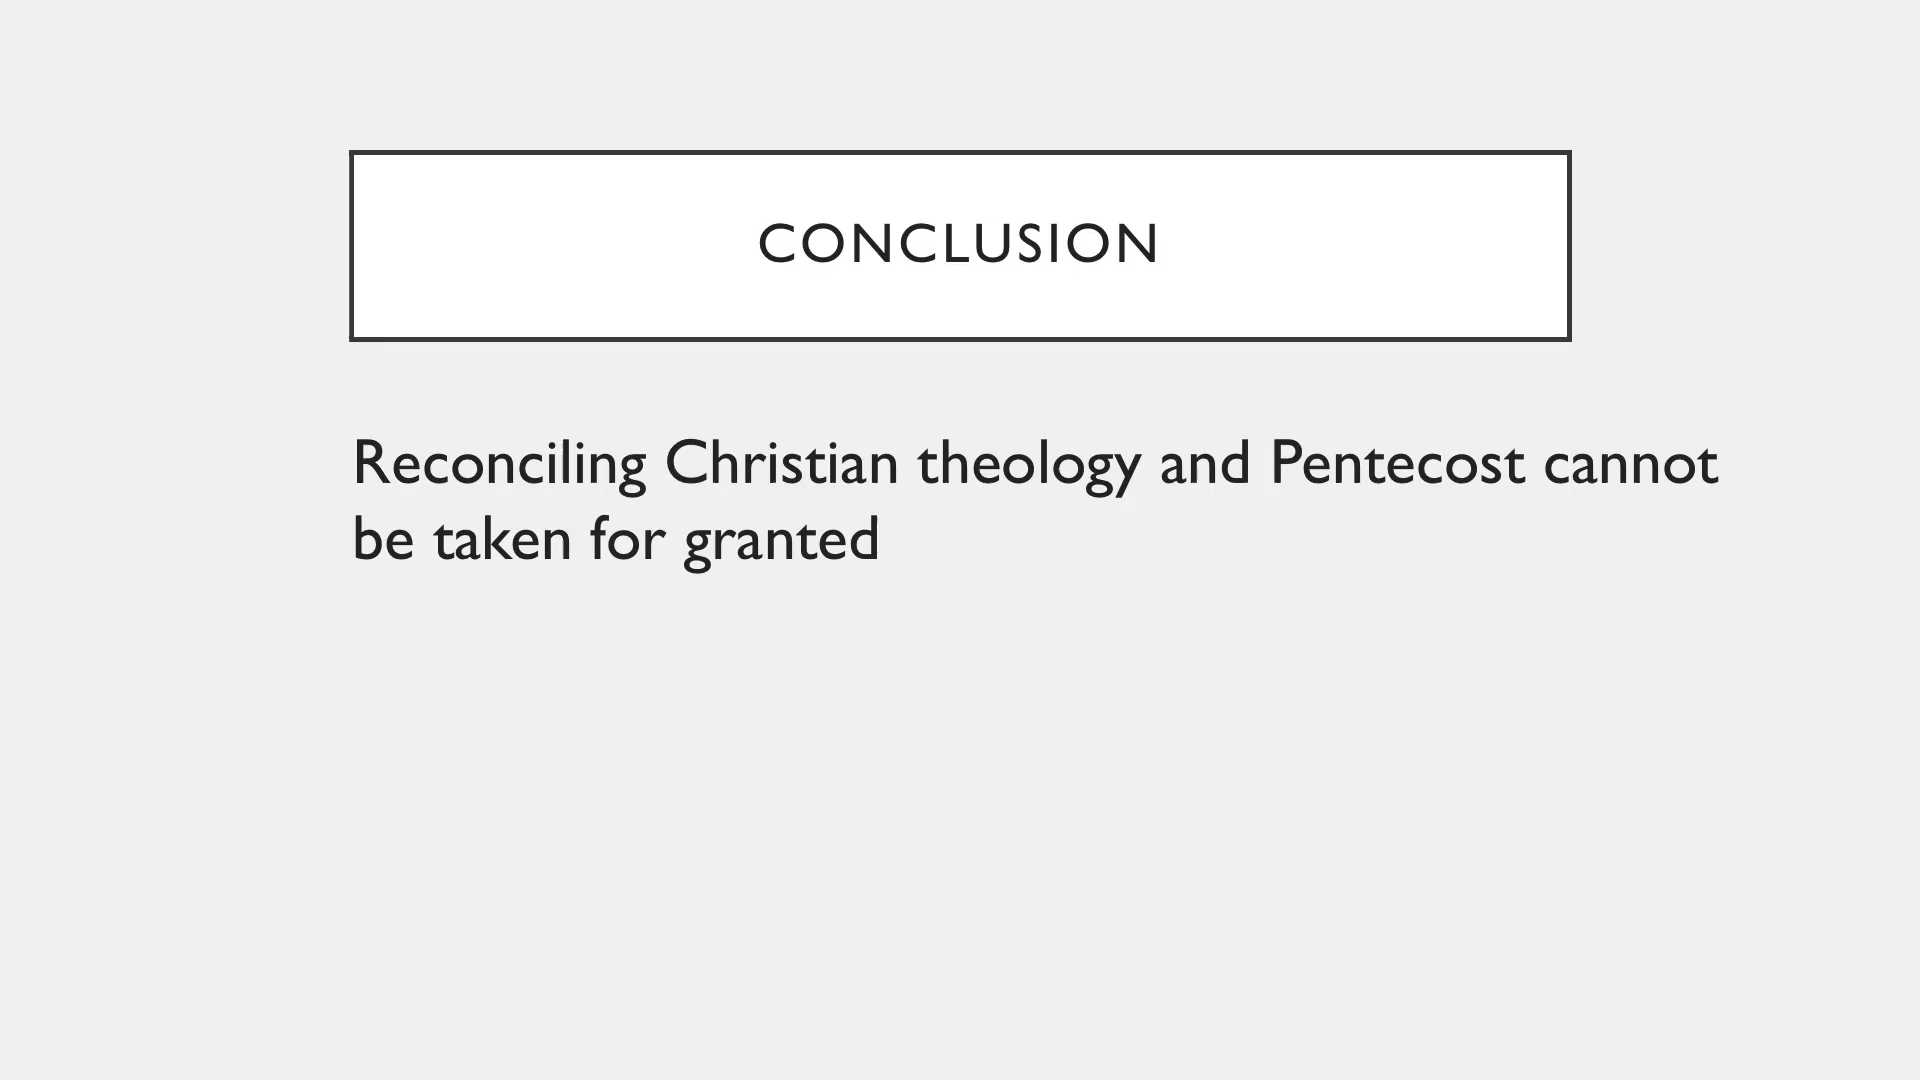 CONCLUSION
Reconciling Christian theology and Pentecost cannot
be taken for granted